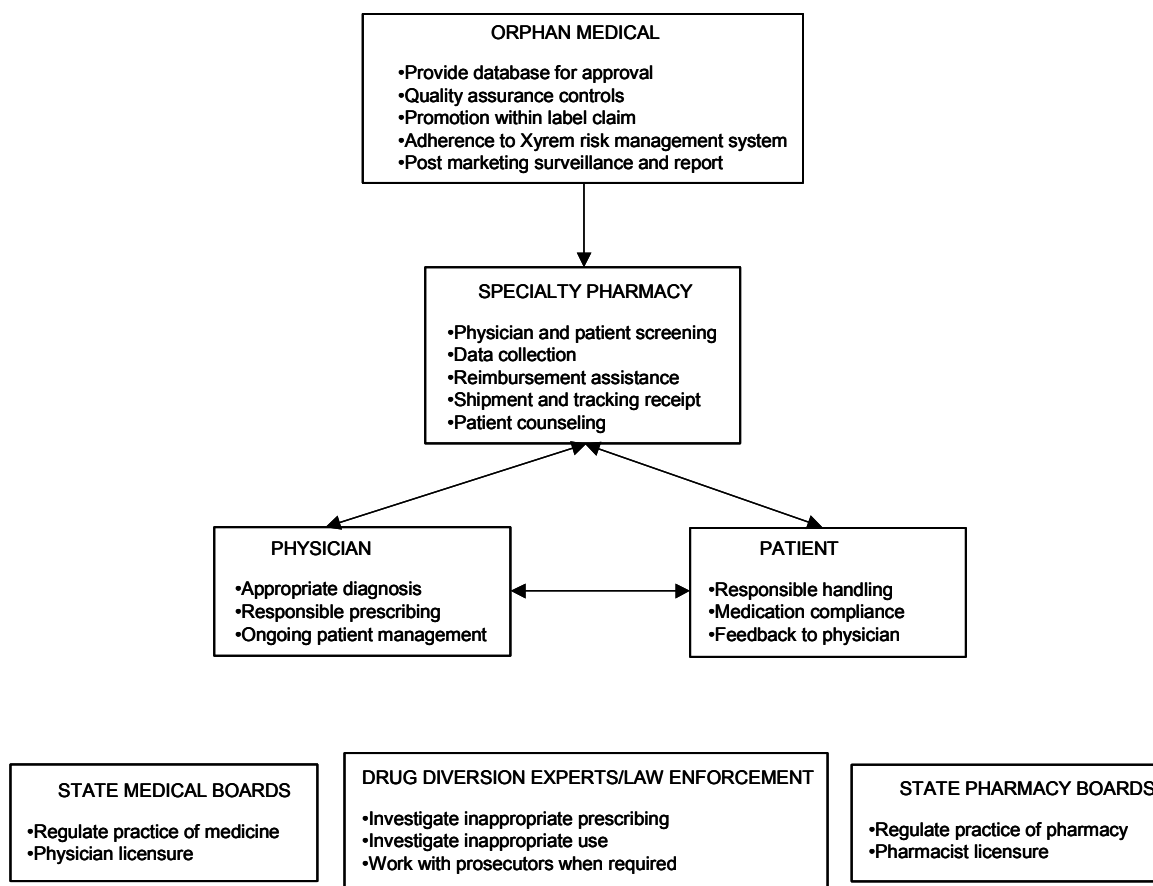 ORPHAN MEDICAL
•Provide database for approval
•Quality assurance controls
•Promotion within label claim
•Adherence to Xyrem risk management system
•Post marketing surveillance and report
SPECIALTY PHARMACY
•Physician and patient screening
•Data collection
•Reimbursement assistance
•Shipment and tracking receipt
•Patient counseling
PHYSICIAN
•Appropriate diagnosis
•Responsible prescribing
•Ongoing patient management
PATIENT
•Responsible handling
•Medication compliance
•Feedback to physician
STATE MEDICAL BOARDS
•Regulate practice of medicine
•Physician licensure
DRUG DIVERSION EXPERTS/LAW ENFORCEMENT
•Investigate inappropriate prescribing
•Investigate inappropriate use
•Work with prosecutors when required
STATE PHARMACY BOARDS
•Regulate practice of pharmacy
•Pharmacist licensure